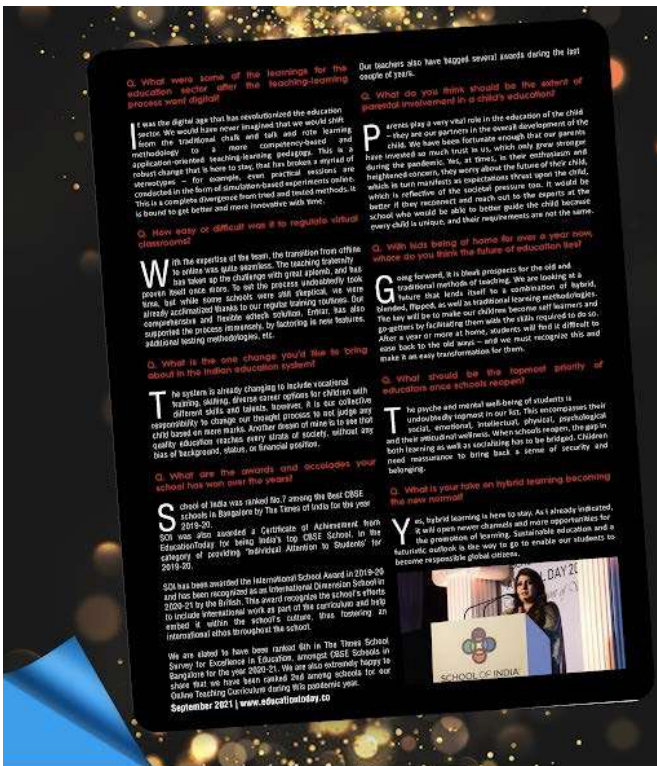 Q. What were some of the learnings for the
education sector after the teaching-learning
process went digital?
It was the digital age that has revolutionized the education
sector. We would have never imagined that we would shift
from the traditional chalk and talk and rote learning
methodology to a more competency-based and
application-oriented teaching-learning pedagogy. This is a
robust change that is here to stay, that has broken a myriad of
stereotypes – for example, even practical sessions are
conducted in the form of simulation-based experiments online.
This is a complete divergence from tried and tested methods. It
is bound to get better and more innovative with time.
Q. How easy or difficult was it to regulate virtual
classrooms?
With the expertise of the team, the transition from offline
to online was quite seamless. The teaching fraternity
has taken up the challenge with great aplomb, and has
proven itself once more. To set the process undoubtedly took
time, but while some schools were still skeptical, we were
already acclimatized thanks to our regular training routines. Our
comprehensive and flexible edtech solution, Entrar, has also
supported the process immensely, by factoring in new features,
additional testing methodologies, etc.
Q. What is the one change you'd like to bring
about in the Indian education system?
The system is already changing to include vocational
training, skilling, diverse career options for children with
different skills and talents, however, it is our collective
responsibility to change our thought process to not judge any
child based on mere marks. Another dream of mine is to see that
quality education reaches every strata of society, without any
bias of background, status, or financial position.
Q. What are the awards and accolades your
school has won over the years?
School of India was ranked No.7 among the Best CBSE
schools in Bangalore by The Times of India for the year
2019-20.
SOI was also awarded a Certificate of Achievement from
EducationToday for being India's top CBSE School, in the
category of providing 'Individual Attention to Students' for
2019-20.
SOI has been awarded the International School Award in 2019-20
and has been recognized as an International Dimension School in
2020-21 by the British. This award recognize the school's efforts
to include international work as part of the curriculum and help
embed it within the school's culture, thus fostering an
international ethos throughout the school.
We are elated to have been ranked 6th in The Times School
Survey for Excellence in Education, amongst CBSE Schools in
Bangalore for the year 2020-21. We are also extremely happy to
share that we have been ranked 2nd among schools for our
Online Teaching Curriculum during this pandemic year.
September 2021 | www.educationtoday.co
Our teachers also have bagged several awards during the last
couple of years.
Q. What do you think should be the extent of
parental involvement in a child's education?
Parents play a very vital role in the education of the child
– they are our partners in the overall development of the
child. We have been fortunate enough that our parents
have invested so much trust in us, which only grew stronger
during the pandemic. Yes, at times, in their enthusiasm and
heightened concern, they worry about the future of their child,
which in turn manifests as expectations thrust upon the child,
which is reflective of the societal pressure too. It would be
better if they reconnect and reach out to the experts at the
school who would be able to better guide the child because
every child is unique, and their requirements are not the same.
Q. With kids being at home for over a year now,
where do you think the future of education lies?
Going forward, it is bleak prospects for the old and
traditional methods of teaching. We are looking at a
future that lends itself to a combination of hybrid,
blended, flipped, as well as traditional learning methodologies.
The key will be to make our children become self learners and
go-getters by facilitating them with the skills required to do so.
After a year or more at home, students will find it difficult to
ease back to the old ways – and we must recognize this and
make it an easy transformation for them.
Q. What should be the topmost priority of
educators once schools reopen?
The psyche and mental well-being of students is
undoubtedly topmost in our list. This encompasses their
social, emotional, intellectual, physical, psychological
and their attitudinal wellness. When schools reopen, the gap in
both learning as well as socialising has to be bridged. Children
need reassurance to bring back a sense of security and
belonging.
Q. What is your take on hybrid learning becoming
the new normal?
Yes, hybrid learning is here to stay. As I already indicated,
it will open newer channels and more opportunities for
the promotion of learning. Sustainable education and a
futuristic outlook is the way to go to enable our students to
become responsible global citizens.
DAY 20
SCHOOL OF INDIA